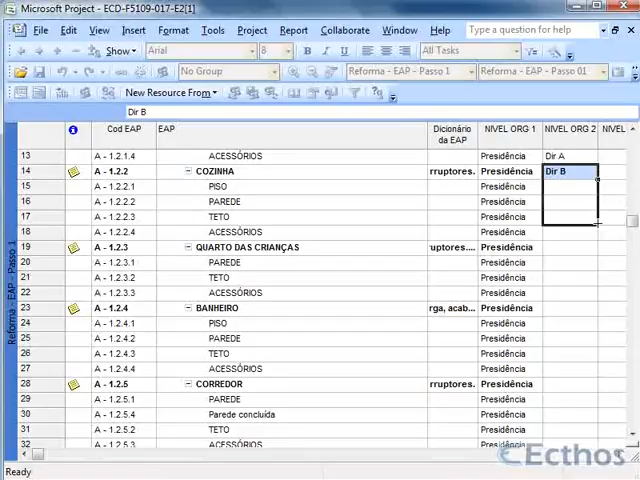 Microsoft Project - ECD-F5109-017-E2[1]
File Edit View Insert Format Tools Project Report Collaborate Window Help Type a question for help
Show Arial 8 B I U All Tasks
No Group Reforma - EAP - Passo 1 Reforma - EAP - Passo 01
New Resource From
Dir B
Cod EAP EAP Dicionário da EAP NIVEL ORG 1 NIVEL ORG 2 NIVEL
13 A - 1.2.1.4 ACESSÓRIOS Presidência Dir A
14 A - 1.2.2 COZINHA rruptores. Presidência Dir B
15 A - 1.2.2.1 PISO Presidência
16 A - 1.2.2.2 PAREDE Presidência
17 A - 1.2.2.3 TETO Presidência
18 A - 1.2.2.4 ACESSÓRIOS Presidência
19 A - 1.2.3 QUARTO DAS CRIANÇAS uptores.... Presidência
20 A - 1.2.3.1 PAREDE Presidência
21 A - 1.2.3.2 TETO Presidência
22 A - 1.2.3.3 ACESSÓRIOS Presidência
23 A - 1.2.4 BANHEIRO rga, acab... Presidência
24 A - 1.2.4.1 PISO Presidência
25 A - 1.2.4.2 PAREDE Presidência
26 A - 1.2.4.3 TETO Presidência
27 A - 1.2.4.4 ACESSÓRIOS Presidência
28 A - 1.2.5 CORREDOR rruptores. Presidência
29 A - 1.2.5.1 PAREDE Presidência
30 A - 1.2.5.4 Parede concluída Presidência
31 A - 1.2.5.2 TETO Presidência
32 A - 1.2.5.3 ACESSÓRIOS Presidência
Reforma - EAP - Passo 1
Ecthos
Ready